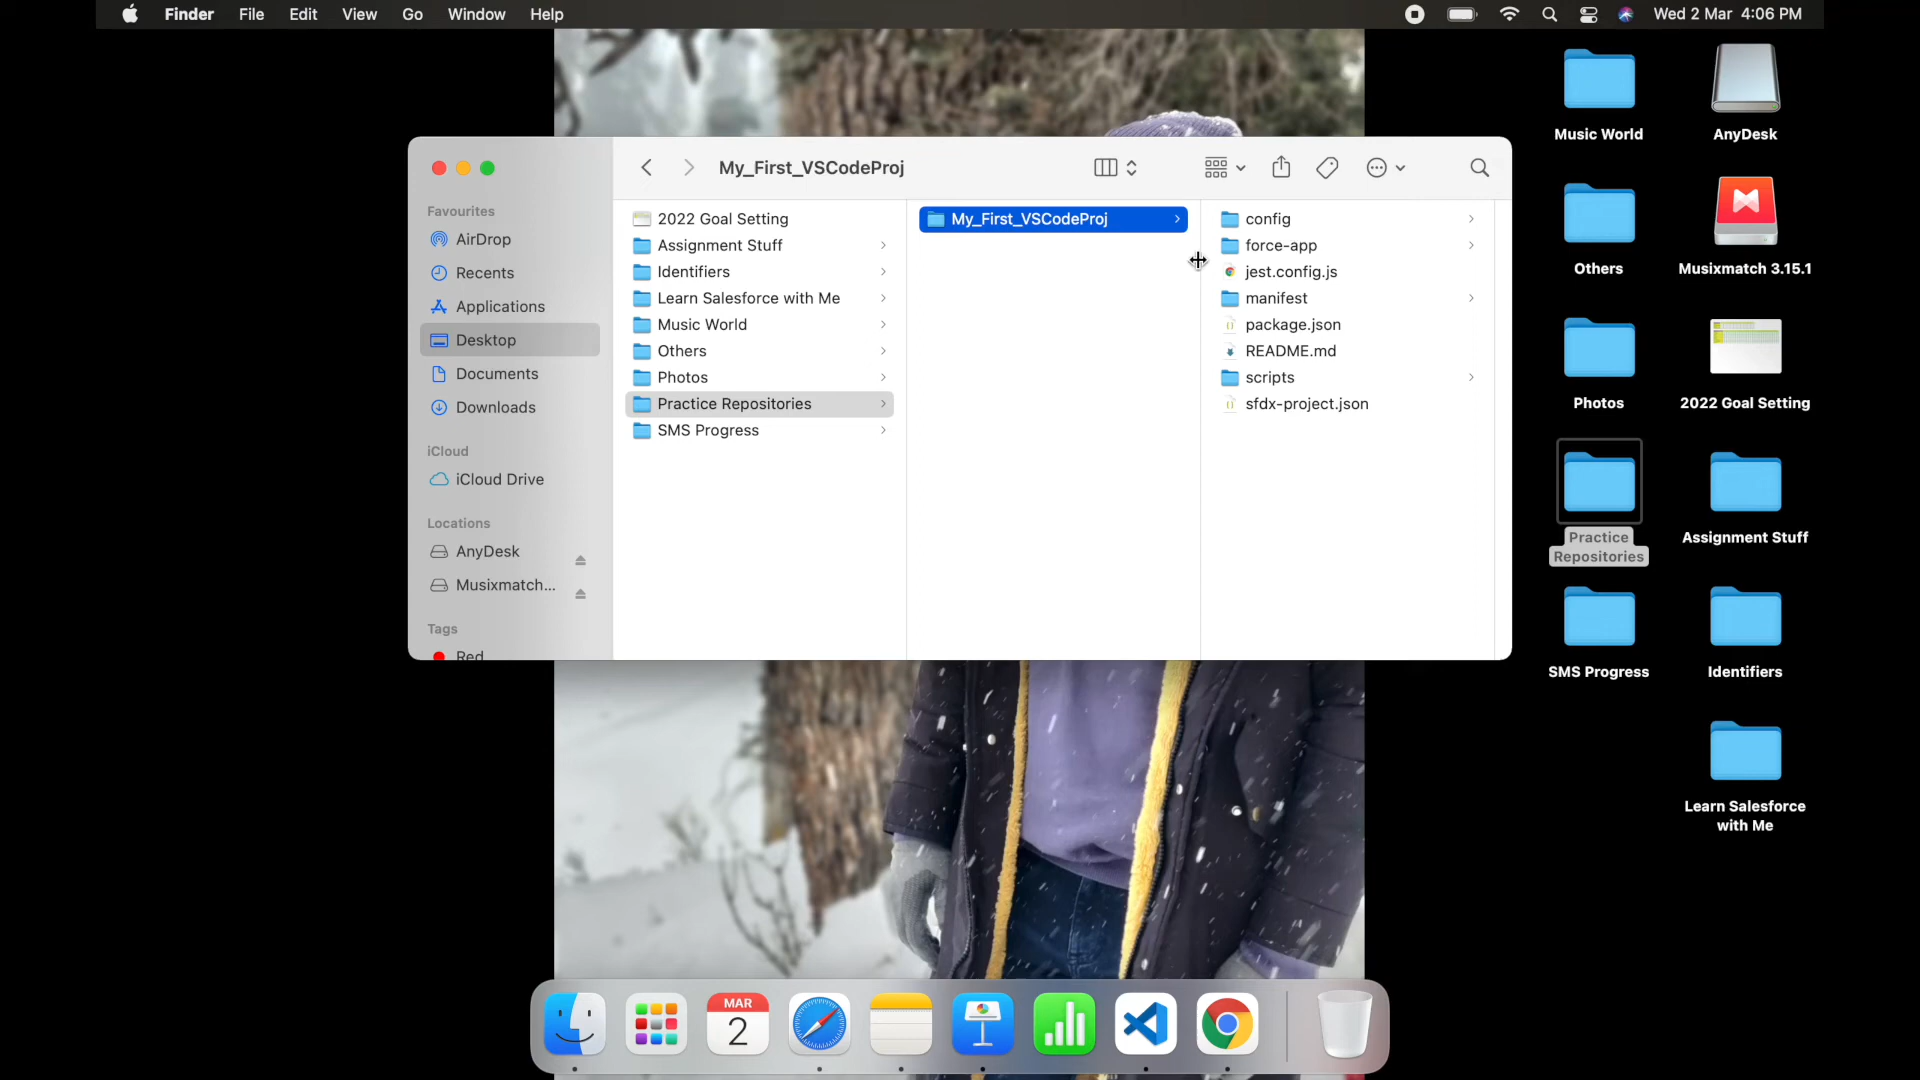 Finder File Edit View Go Window Help
Wed 2 Mar 4:06 PM
My_First_VSCodeProj
Favourites
AirDrop
Recents
Applications
Desktop
Documents
Downloads
iCloud
iCloud Drive
Locations
AnyDesk
Musixmatch...
Tags
Red
2022 Goal Setting
Assignment Stuff
Identifiers
Learn Salesforce with Me
Music World
Others
Photos
Practice Repositories
SMS Progress
My_First_VSCodeProj
config
force-app
jest.config.js
manifest
package.json
README.md
scripts
sfdx-project.json
Music World
AnyDesk
Others
Musixmatch 3.15.1
Photos
2022 Goal Setting
Practice
Repositories
Assignment Stuff
SMS Progress
Identifiers
Learn Salesforce
with Me
MAR
2